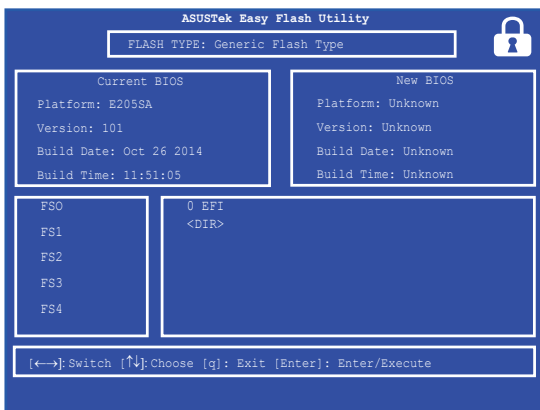 ASUSTek Easy Flash Utility
FLASH TYPE: Generic Flash Type
Current BIOS
Platform: E205SA
Version: 101
Build Date: Oct 26 2014
Build Time: 11:51:05
New BIOS
Platform: Unknown
Version: Unknown
Build Date: Unknown
Build Time: Unknown
FSO
FS1
FS2
FS3
FS4
0 EFI
<DIR>
[←→]: Switch [↑↓]: Choose [q]: Exit [Enter]: Enter/Execute